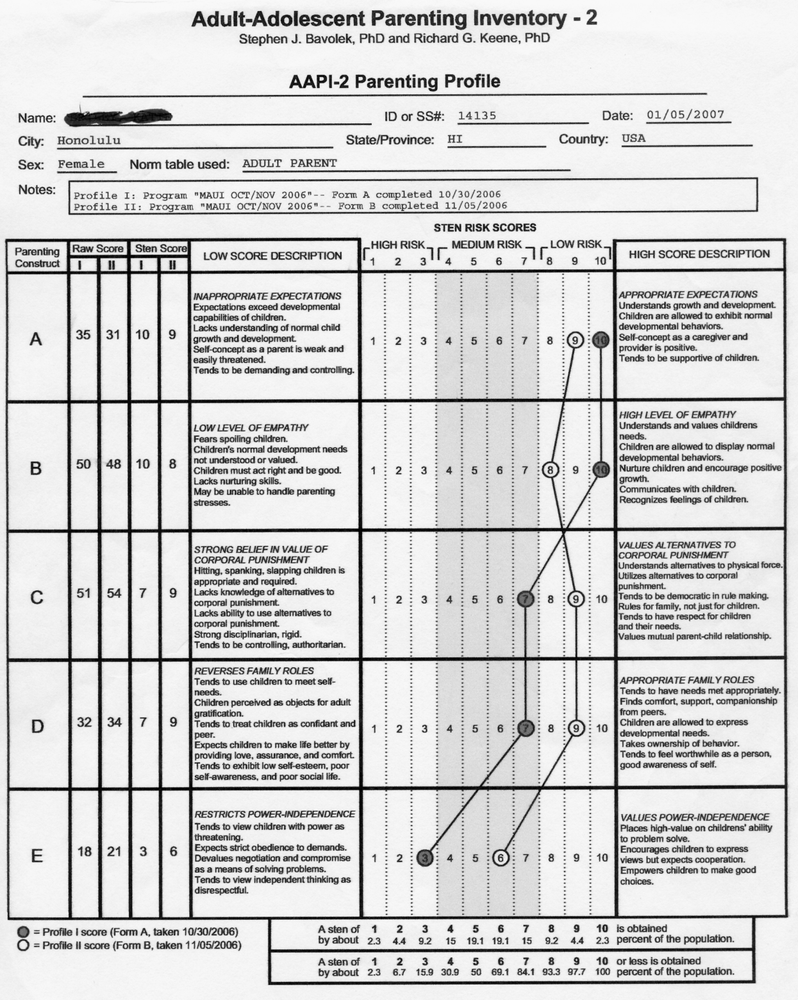 Adult-Adolescent Parenting Inventory - 2
Stephen J. Bavolek, PhD and Richard G. Keene, PhD
AAPI-2 Parenting Profile
Name:
ID or SS#: 14135
Date: 01/05/2007
City: Honolulu
State/Province: HI
Country: USA
Sex: Female
Norm table used: ADULT PARENT
Notes:
Profile I: Program "MAUI OCT/NOV 2006"-- Form A completed 10/30/2006
Profile II: Program "MAUI OCT/NOV 2006"-- Form B completed 11/05/2006
STEN RISK SCORES
Parenting Construct
Raw Score
I II
Sten Score
I II
LOW SCORE DESCRIPTION
HIGH RISK MEDIUM RISK LOW RISK
1 2 3 4 5 6 7 8 9 10
HIGH SCORE DESCRIPTION
A
35 31 10 9
INAPPROPRIATE EXPECTATIONS
Expectations exceed developmental
capabilities of children.
Lacks understanding of normal child
growth and development.
Self-concept as a parent is weak and
easily threatened.
Tends to be demanding and controlling.
1 2 3 4 5 6 7 8 9 10
APPROPRIATE EXPECTATIONS
Understands growth and development.
Children are allowed to exhibit normal
developmental behaviors.
Self-concept as a caregiver and
provider is positive.
Tends to be supportive of children.
B
50 48 10 8
LOW LEVEL OF EMPATHY
Fears spoiling children.
Children's normal development needs
not understood or valued.
Children must act right and be good.
Lacks nurturing skills.
May be unable to handle parenting
stresses.
1 2 3 4 5 6 7 8 9 10
HIGH LEVEL OF EMPATHY
Understands and values childrens
needs.
Children are allowed to display normal
developmental behaviors.
Nurture children and encourage positive
growth.
Communicates with children.
Recognizes feelings of children.
C
51 54 7 9
STRONG BELIEF IN VALUE OF
CORPORAL PUNISHMENT
Hitting, spanking, slapping children is
appropriate and required.
Lacks knowledge of alternatives to
corporal punishment.
Lacks ability to use alternatives to
corporal punishment.
Strong disciplinarian, rigid.
Tends to be controlling, authoritarian.
1 2 3 4 5 6 7 8 9 10
VALUES ALTERNATIVES TO
CORPORAL PUNISHMENT
Understands alternatives to physical force.
Utilizes alternatives to corporal
punishment.
Tends to be democratic in rule making.
Rules for family, not just for children.
Tends to have respect for children
and their needs.
Values mutual parent-child relationship.
D
32 34 7 9
REVERSES FAMILY ROLES
Tends to use children to meet self-
needs.
Children perceived as objects for adult
gratification.
Tends to treat children as confidant and
peer.
Expects children to make life better by
providing love, assurance, and comfort.
Tends to exhibit low self-esteem, poor
self-awareness, and poor social life.
1 2 3 4 5 6 7 8 9 10
APPROPRIATE FAMILY ROLES
Tends to have needs met appropriately.
Finds comfort, support, companionship
from peers.
Children are allowed to express
developmental needs.
Takes ownership of behavior.
Tends to feel worthwhile as a person,
good awareness of self.
E
18 21 3 6
RESTRICTS POWER-INDEPENDENCE
Tends to view children with power as
threatening.
Expects strict obedience to demands.
Devalues negotiation and compromise
as a means of solving problems.
Tends to view independent thinking as
disrespectful.
1 2 3 4 5 6 7 8 9 10
VALUES POWER-INDEPENDENCE
Places high-value on childrens' ability
to problem solve.
Encourages children to express
views but expects cooperation.
Empowers children to make good
choices.
= Profile I score (Form A, taken 10/30/2006)
= Profile II score (Form B, taken 11/05/2006)
A sten of 1 2 3 4 5 6 7 8 9 10 is obtained
by about 2.3 4.4 9.2 15 19.1 19.1 15 9.2 4.4 2.3 percent of the population.
A sten of 1 2 3 4 5 6 7 8 9 10 or less is obtained
by about 2.3 6.7 15.9 30.9 50 69.1 84.1 93.3 97.7 100 percent of the population.